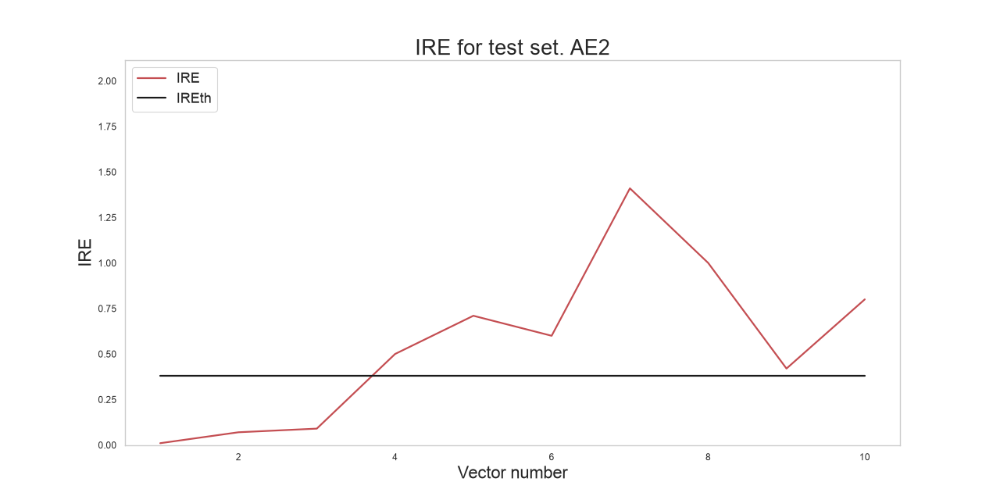 IRE for test set. AE2
IRE
IREth
2.00
1.75
1.50
1.25
1.00
0.75
0.50
0.25
0.00
IRE
2 4 6 8 10
Vector number